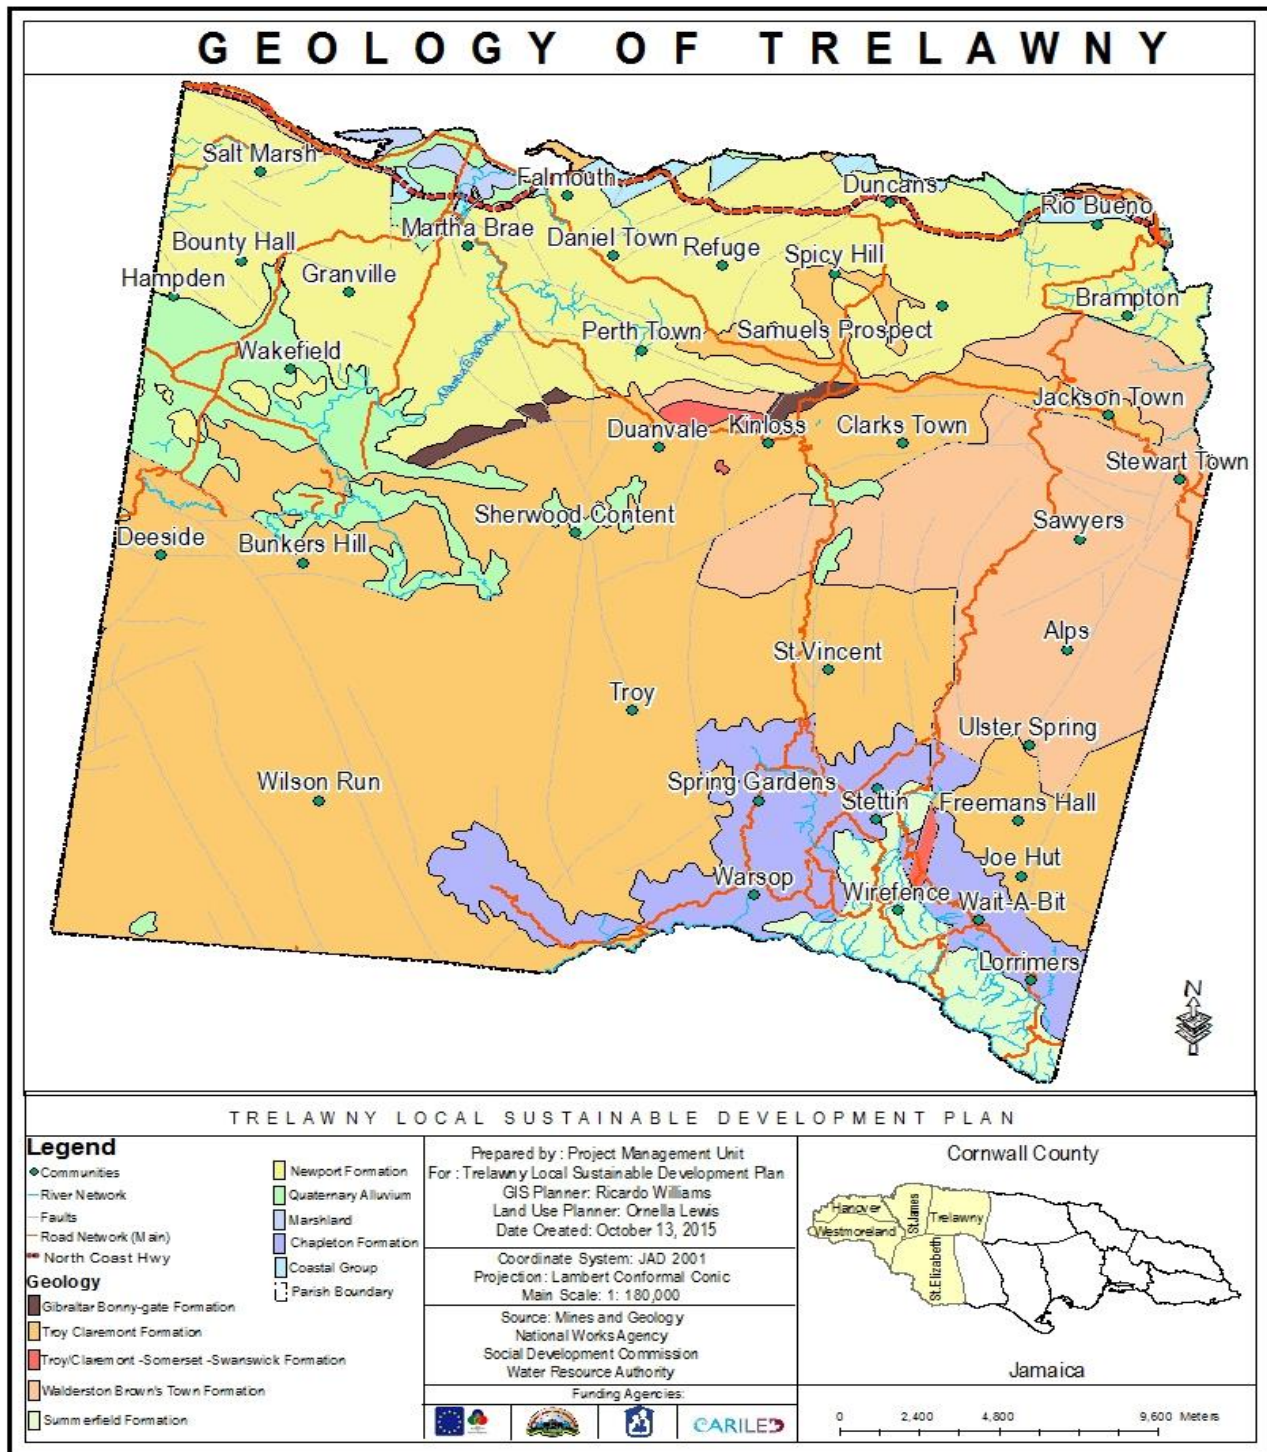 GEOLOGY OF TRELAWNY
Salt Marsh
Falmouth
Duncans
Rio Bueno
Martha Brae
Daniel Town
Refuge
Spicy Hill
Bounty Hall
Granville
Hampden
Brampton
Perth Town
Samuels Prospect
Wakefield
Martha Brae River
Jackson Town
Duanvale
Kinloss
Clarks Town
Stewart Town
Sherwood Content
Sawyers
Deeside
Bunkers Hill
Alps
St.Vincent
Troy
Ulster Spring
Wilson Run
Spring Gardens
Stettin
Freemans Hall
Joe Hut
Warsop
Wirefence
Wait-A-Bit
Lorrimers
N
TRELAWNY LOCAL SUSTAINABLE DEVELOPMENT PLAN
Legend
Communities
River Network
Faults
Road Network (Main)
North Coast Hwy
Geology
Gibraltar Bonny-gate Formation
Troy Claremont Formation
Troy/Claremont -Somerset -Swanswick Formation
Walderston Brown's Town Formation
Summerfield Formation
Newport Formation
Quaternary Alluvium
Marshland
Chapleton Formation
Coastal Group
Parish Boundary
Prepared by : Project Management Unit
For : Trelawny Local Sustainable Development Plan
GIS Planner: Ricardo Williams
Land Use Planner: Ornella Lewis
Date Created: October 13, 2015
Coordinate System: JAD 2001
Projection: Lambert Conformal Conic
Main Scale: 1: 180,000
Source: Mines and Geology
National Works Agency
Social Development Commission
Water Resource Authority
Funding Agencies:
CARILED
Cornwall County
Hanover
St.James
Trelawny
Westmoreland
St.Elizabeth
Jamaica
0 2,400 4,800 9,600 Meters